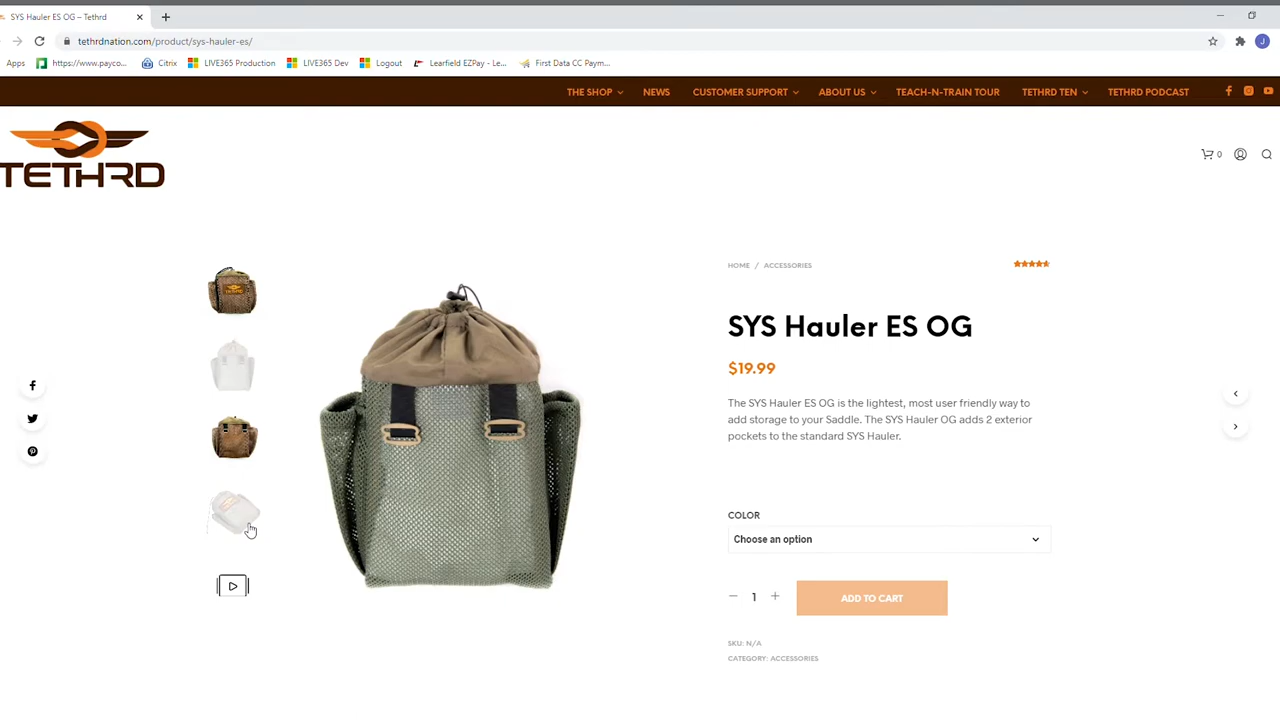 SYS Hauler ES OG – Tethrd
tethrdnation.com/product/sys-hauler-es/
Apps https://www.payco... Citrix LIVE365 Production LIVE365 Dev Logout Learfield EZPay - Le... First Data CC Paym...
J
THE SHOP NEWS CUSTOMER SUPPORT ABOUT US TEACH-N-TRAIN TOUR TETHRD TEN TETHRD PODCAST
TETHRD
0
HOME / ACCESSORIES
SYS Hauler ES OG
$19.99
The SYS Hauler ES OG is the lightest, most user friendly way to
add storage to your Saddle. The SYS Hauler OG adds 2 exterior
pockets to the standard SYS Hauler.
COLOR
Choose an option
1
ADD TO CART
SKU: N/A
CATEGORY: ACCESSORIES